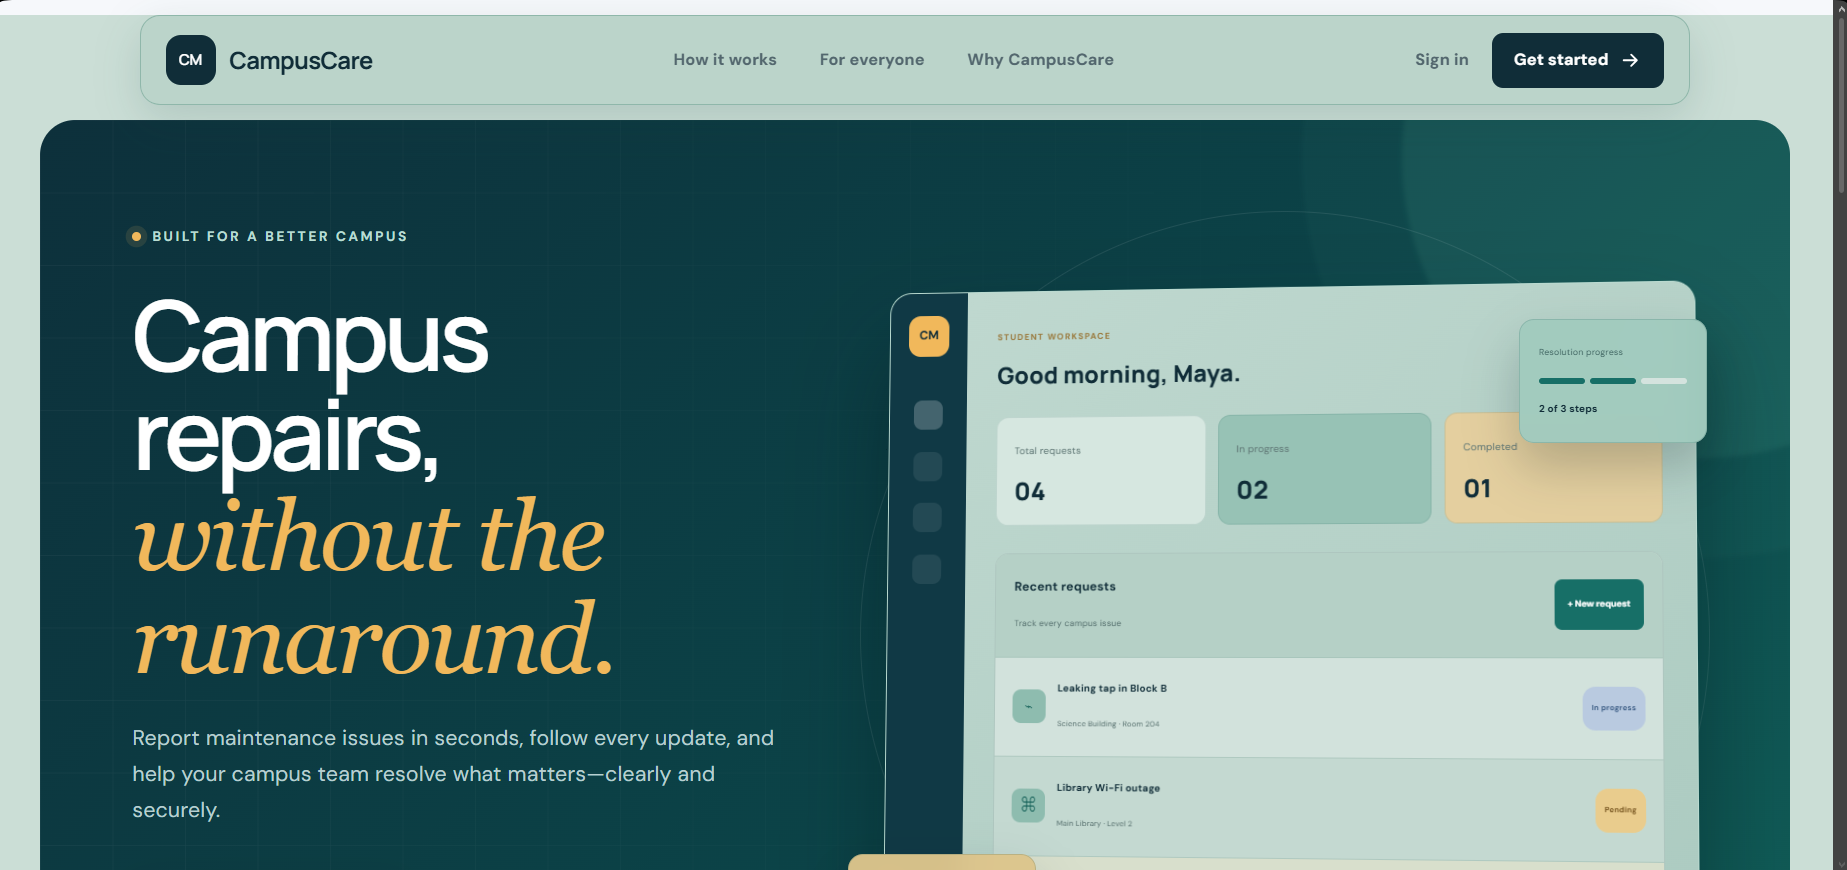 CM
CampusCare
How it works
For everyone
Why CampusCare
Sign in
Get started →
BUILT FOR A BETTER CAMPUS
Campus
repairs,
without the
runaround.
Report maintenance issues in seconds, follow every update, and
help your campus team resolve what matters—clearly and
securely.
CM
STUDENT WORKSPACE
Good morning, Maya.
Resolution progress
2 of 3 steps
Total requests
04
In progress
02
Completed
01
Recent requests
Track every campus issue
+ New request
Leaking tap in Block B
Science Building · Room 204
In progress
Library Wi-Fi outage
Main Library · Level 2
Pending